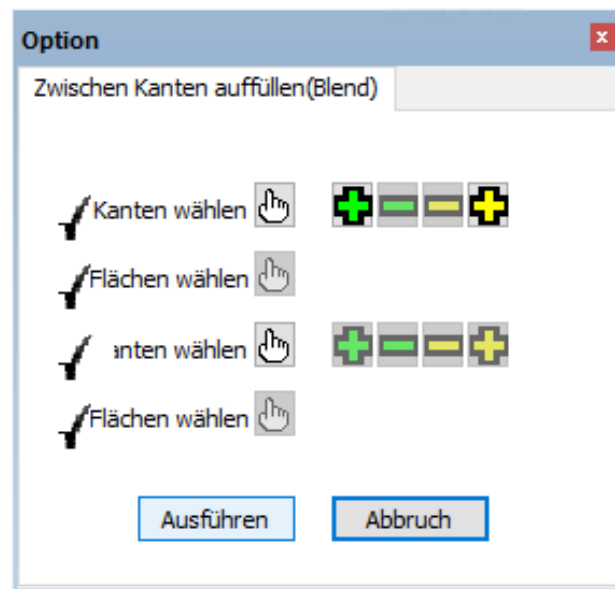 Option
x
Zwischen Kanten auffüllen(Blend)
Kanten wählen
Flächen wählen
anten wählen
Flächen wählen
Ausführen Abbruch